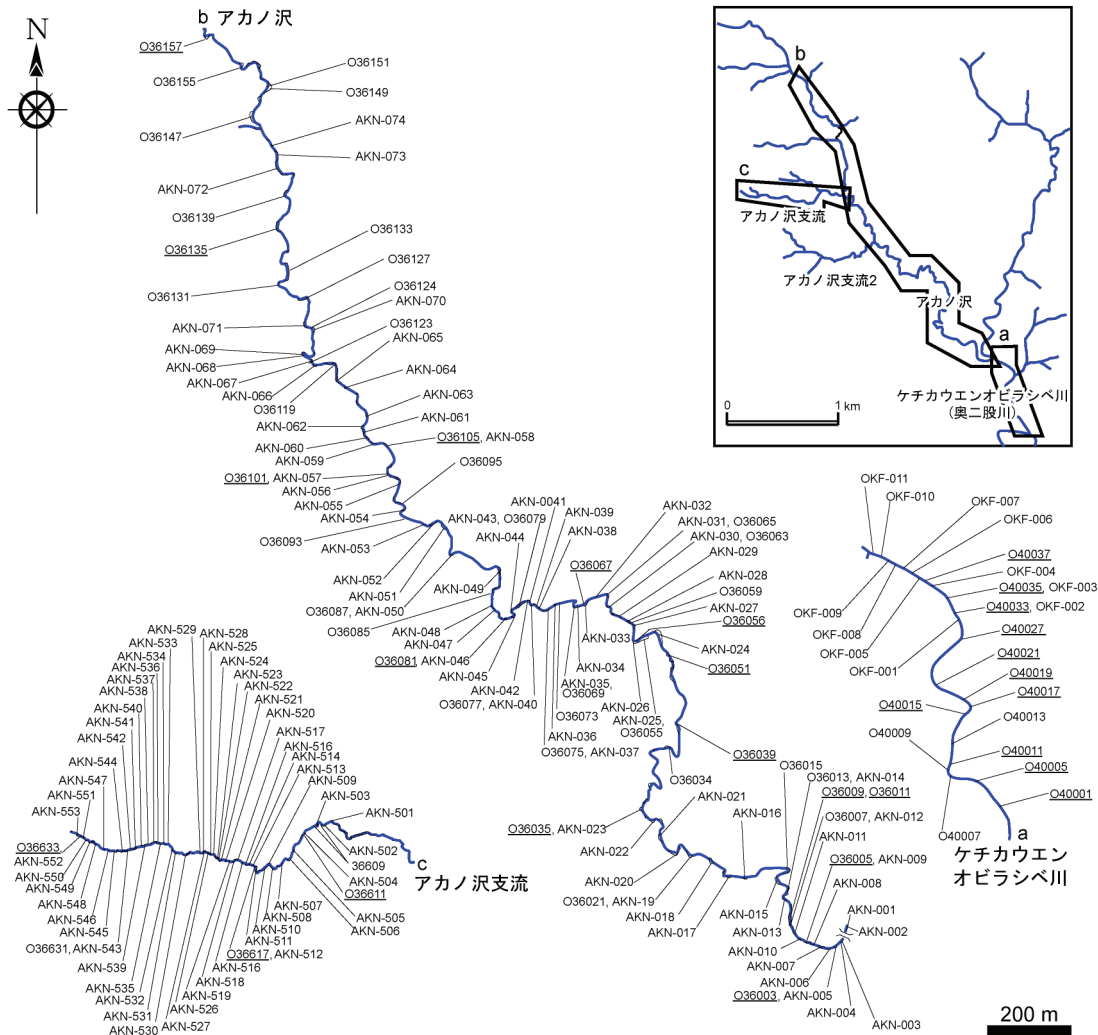 N
b アカノ沢
O36157
O36155
O36151
O36149
O36147
AKN-074
AKN-073
AKN-072
O36139
O36135
O36133
O36127
O36131
O36124
AKN-070
AKN-071
O36123
AKN-069
AKN-065
AKN-068
AKN-067
AKN-064
AKN-066
O36119
AKN-063
AKN-062
AKN-061
AKN-060
O36105, AKN-058
AKN-059
O36095
O36101, AKN-057
AKN-056
AKN-055
AKN-054
O36093
AKN-053
AKN-052
AKN-051
O36087, AKN-050
AKN-043, O36079
AKN-044
AKN-0041
AKN-039
AKN-038
O36067
AKN-032
AKN-031, O36065
AKN-030, O36063
AKN-029
AKN-028
O36059
AKN-027
O36056
AKN-024
O36051
AKN-049
O36085
AKN-048
AKN-047
O36081, AKN-046
AKN-045
AKN-042
O36077, AKN-040
AKN-036
O36075, AKN-037
O36073
AKN-035,
O36069
AKN-034
AKN-033
AKN-026
AKN-025,
O36055
O36039
O36034
O36035, AKN-023
AKN-022
AKN-021
AKN-020
O36021, AKN-19
AKN-018
AKN-017
AKN-016
O36015
O36013, AKN-014
O36009, O36011
O36007, AKN-012
AKN-011
O36005, AKN-009
AKN-008
AKN-001
AKN-002
AKN-015
AKN-013
AKN-010
AKN-007
AKN-006
O36003, AKN-005
AKN-004
AKN-003
b
c
アカノ沢支流
アカノ沢支流2
アカノ沢
a
ケチカウエンオビラシベ川
(奥二股川)
0
1 km
OKF-011
OKF-010
OKF-007
OKF-006
O40037
OKF-004
O40035, OKF-003
O40033, OKF-002
O40027
O40021
O40019
O40017
O40015
O40013
O40009
O40011
O40005
O40001
O40007
OKF-009
OKF-008
OKF-005
OKF-001
a
ケチカウエン
オビラシベ川
AKN-529
AKN-528
AKN-533
AKN-525
AKN-534
AKN-524
AKN-536
AKN-523
AKN-537
AKN-522
AKN-538
AKN-521
AKN-540
AKN-520
AKN-541
AKN-517
AKN-542
AKN-516
AKN-514
AKN-544
AKN-513
AKN-547
AKN-509
AKN-551
AKN-503
AKN-553
AKN-501
O36633
AKN-502
AKN-552
36609
AKN-550
AKN-504
AKN-549
O36611
AKN-548
AKN-546
AKN-545
O36631, AKN-543
AKN-539
AKN-535
AKN-532
AKN-531
AKN-530
AKN-527
AKN-526
AKN-519
AKN-518
AKN-516
O36617, AKN-512
AKN-511
AKN-510
AKN-508
AKN-507
AKN-505
AKN-506
c
アカノ沢支流
200 m